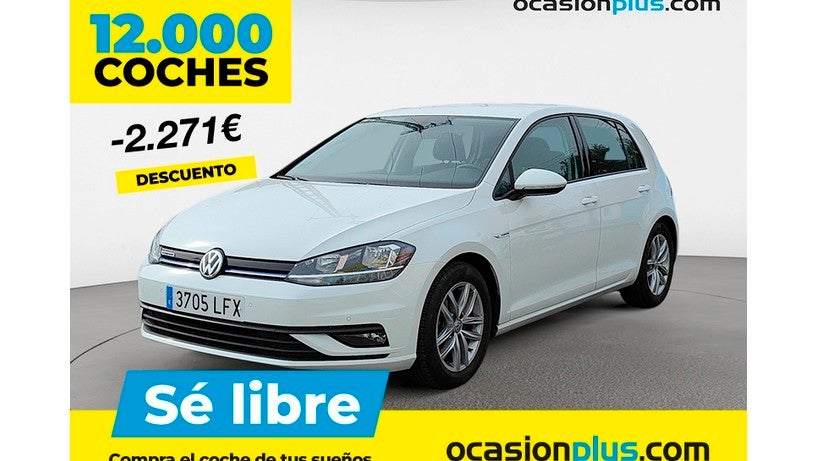 ocasionplus.com
12.000
COCHES
-2.271€
DESCUENTO
3705 LFX
Sé libre
Compra el coche de tus sueños
ocasionplus.com